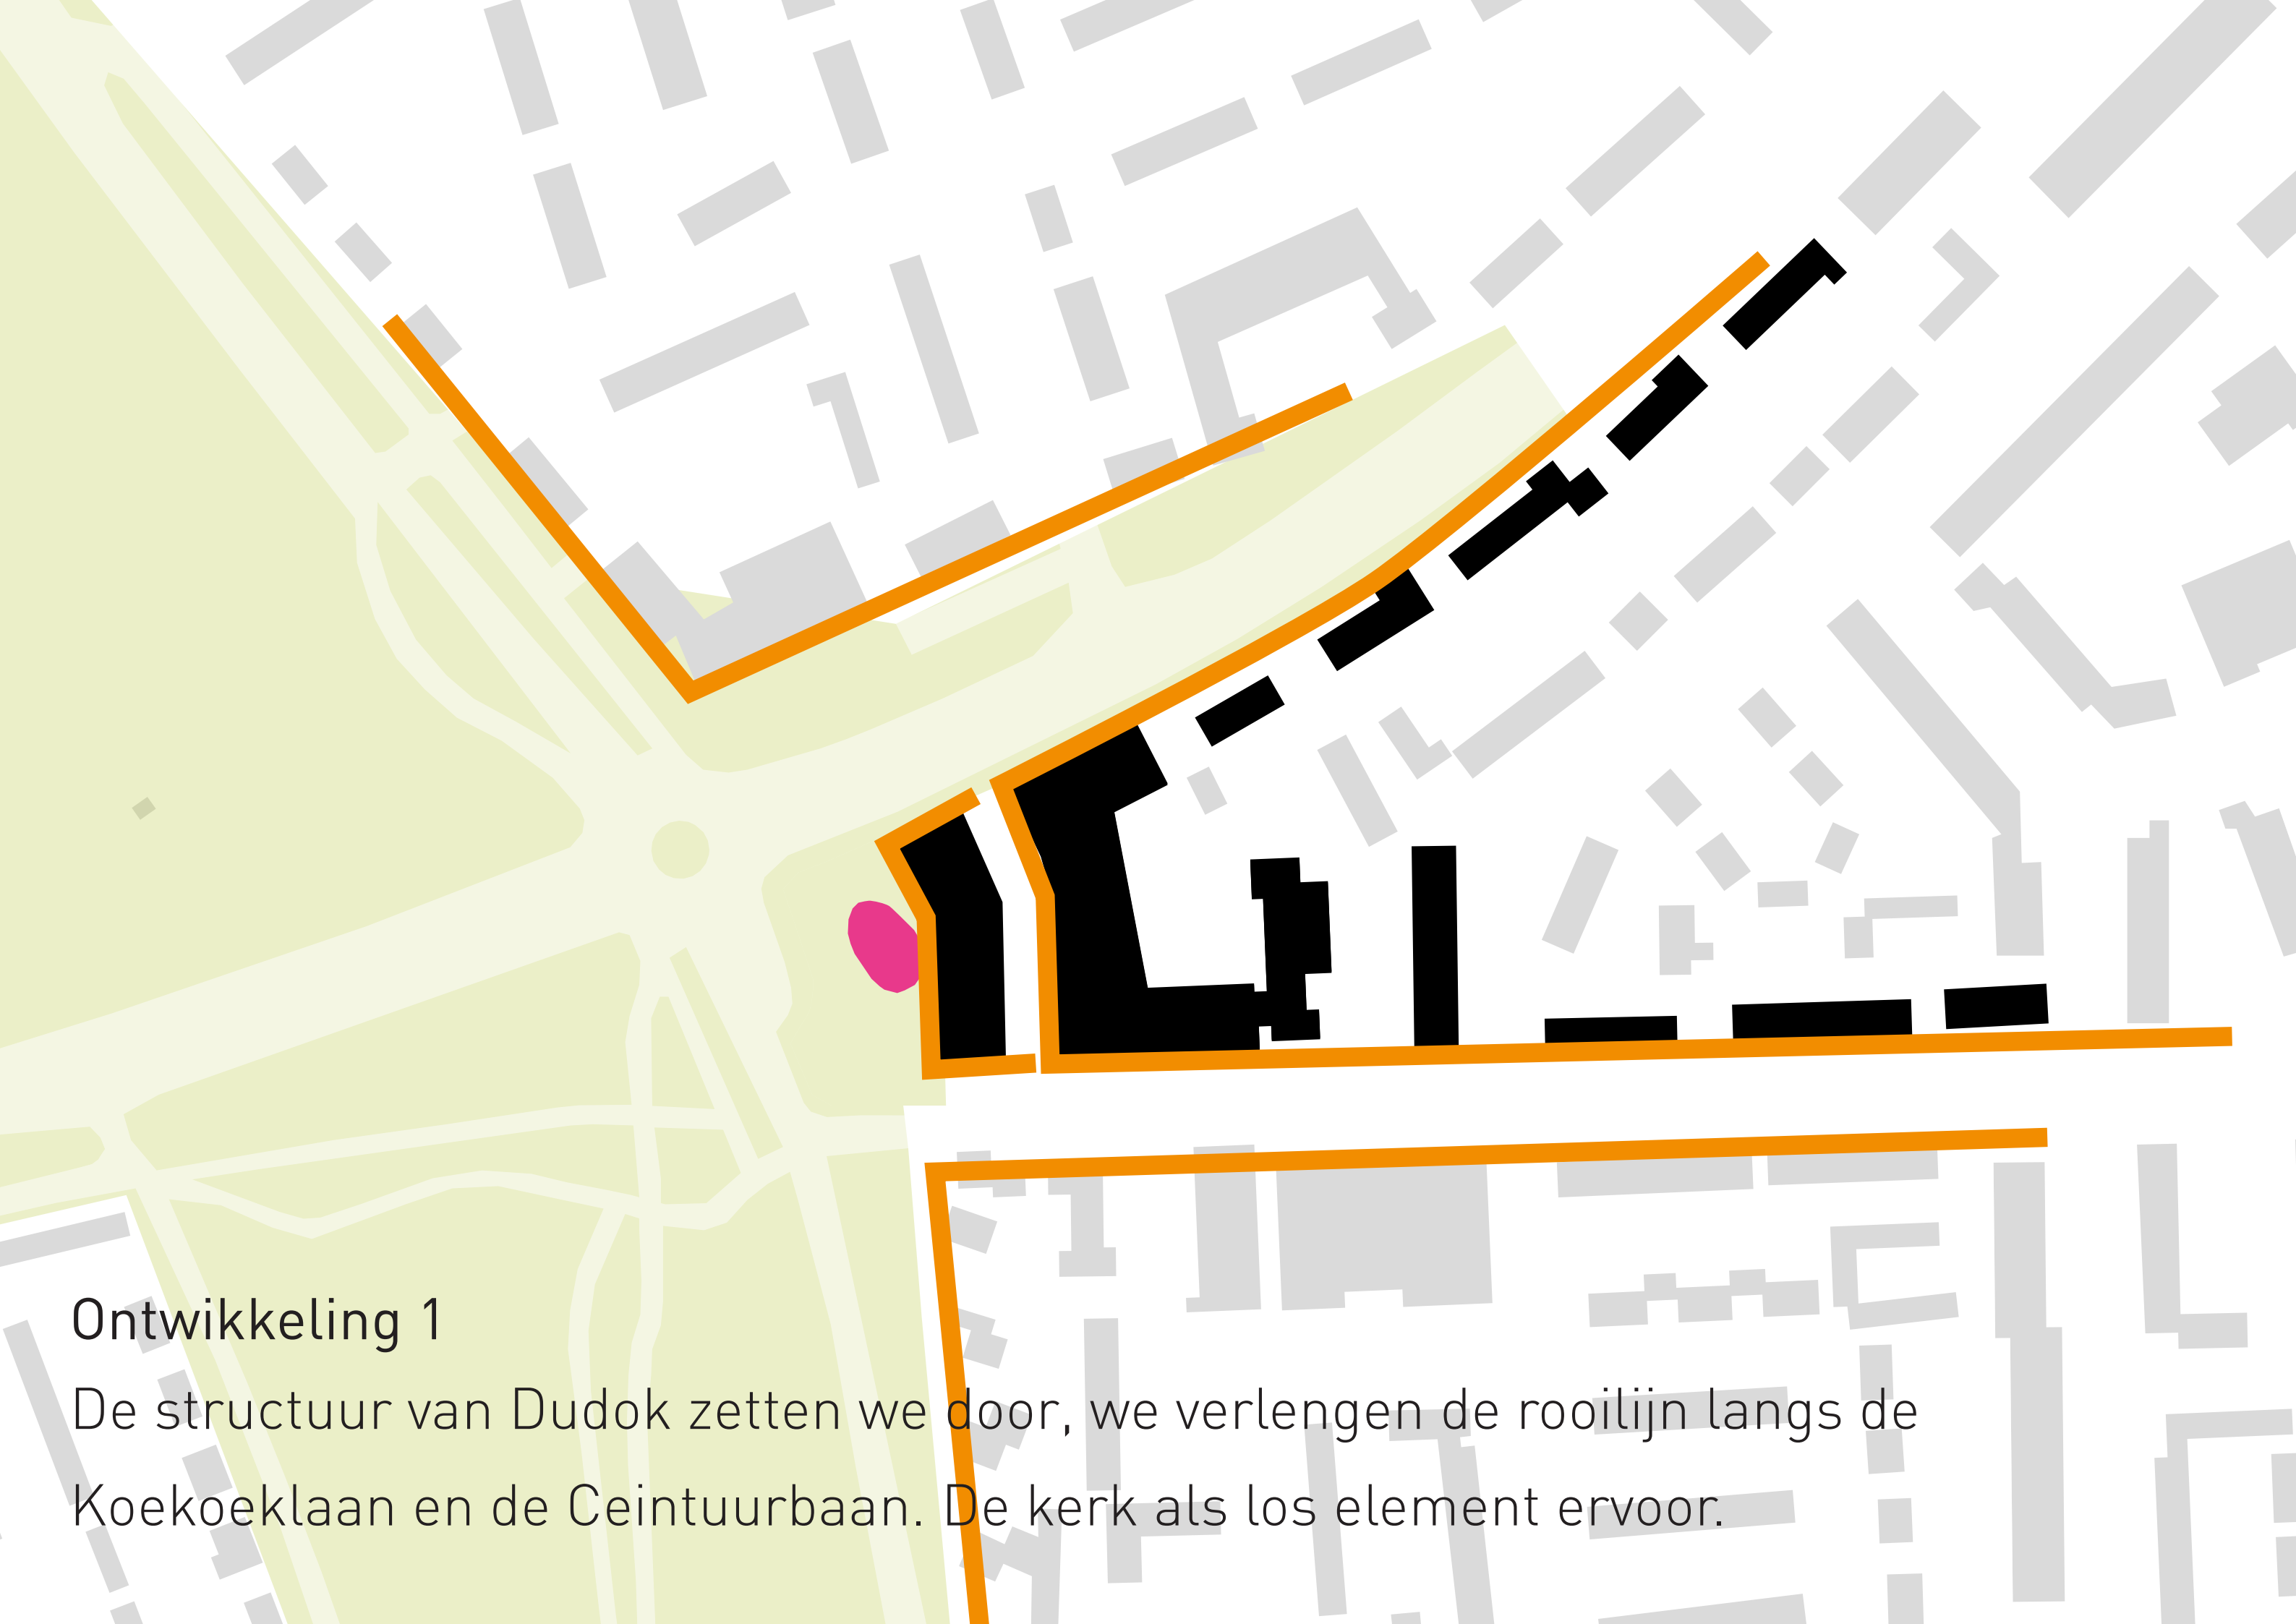 Ontwikkeling 1
De structuur van Dudok zetten we door, we verlengen de rooilijn langs de
Koekoeklaan en de Ceintuurbaan. De kerk als los element ervoor.